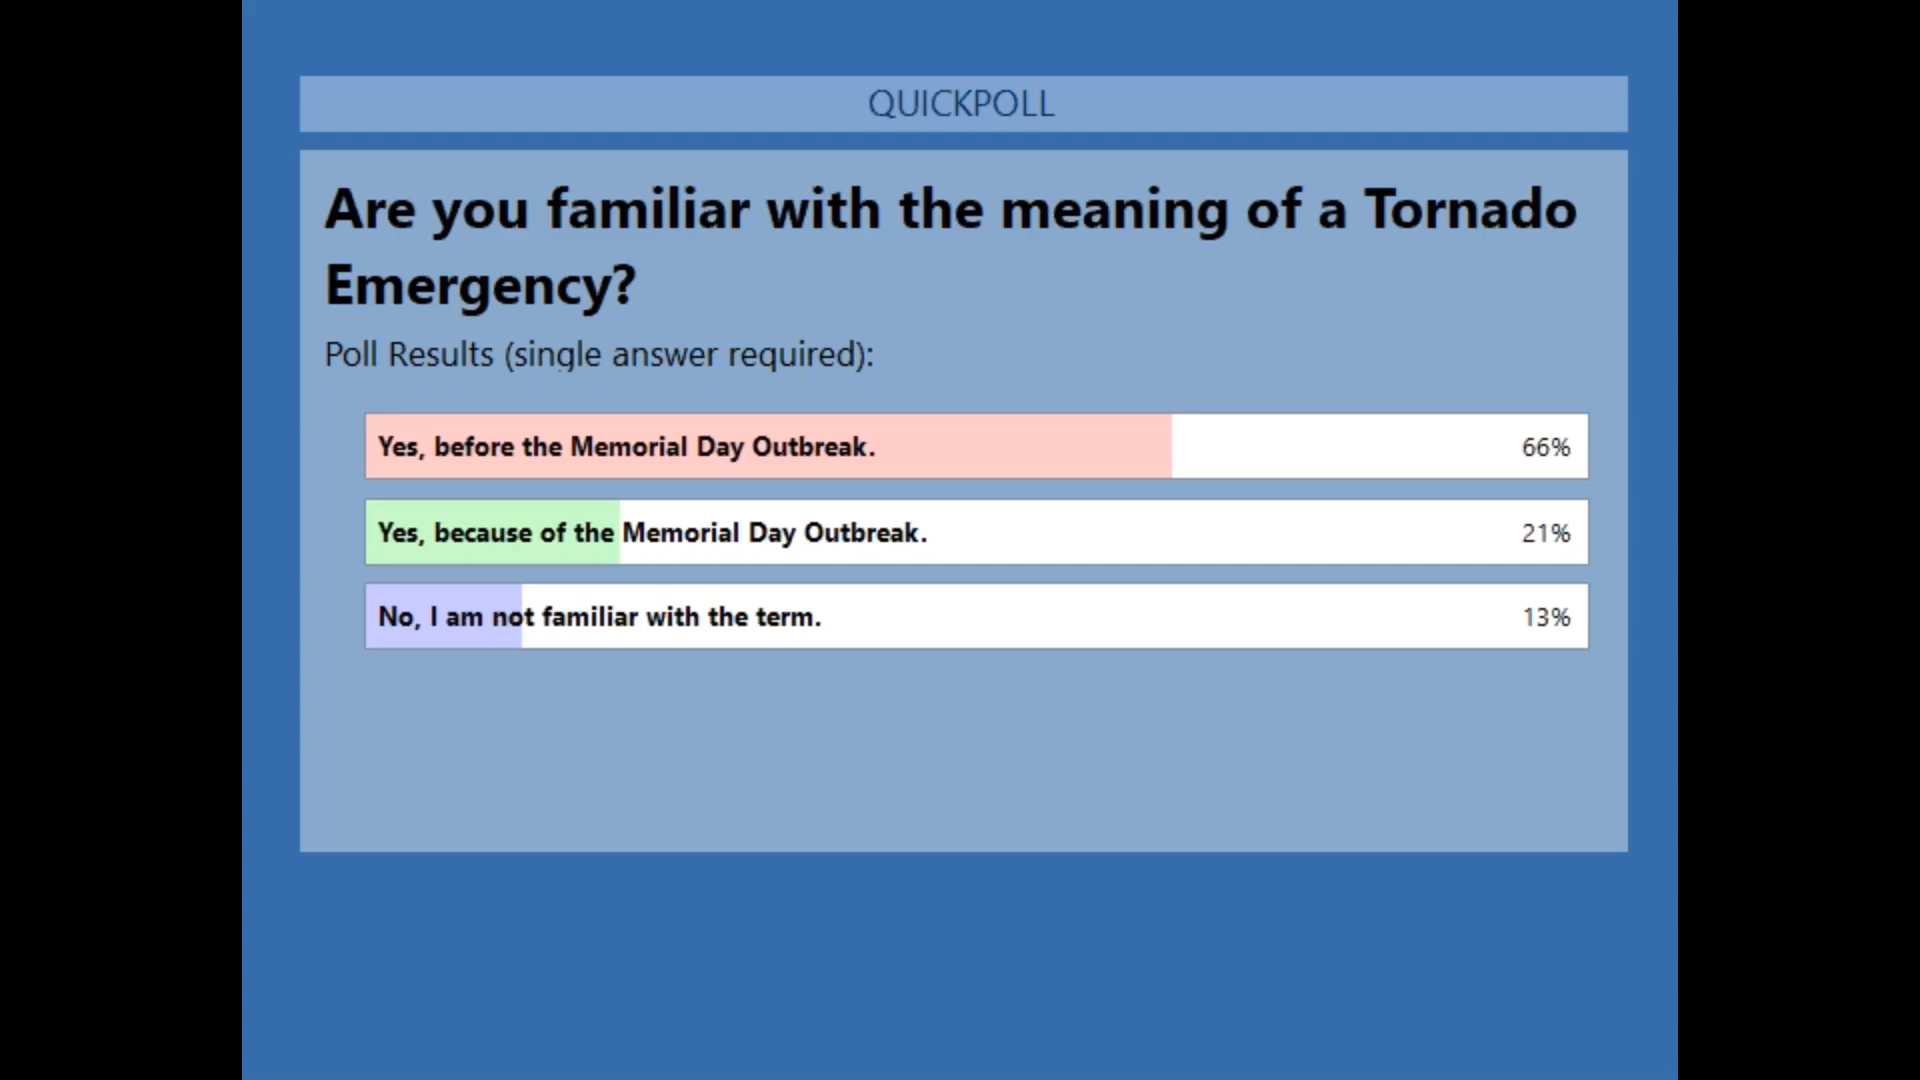 QUICKPOLL
Are you familiar with the meaning of a Tornado
Emergency?
Poll Results (single answer required):
Yes, before the Memorial Day Outbreak. 66%
Yes, because of the Memorial Day Outbreak. 21%
No, I am not familiar with the term. 13%